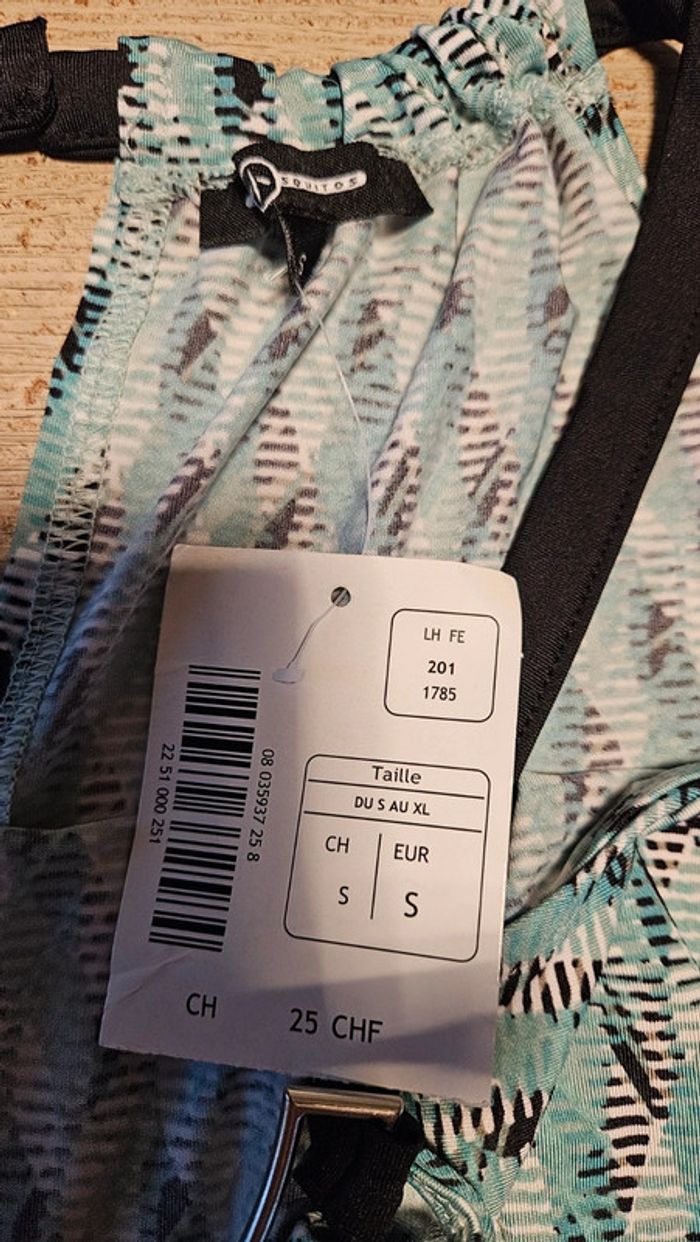 SQUITOS
S
LH FE
201
1785
08 035937 25 8
22 51 000 251
Taille
DU S AU XL
CH EUR
S S
CH 25 CHF